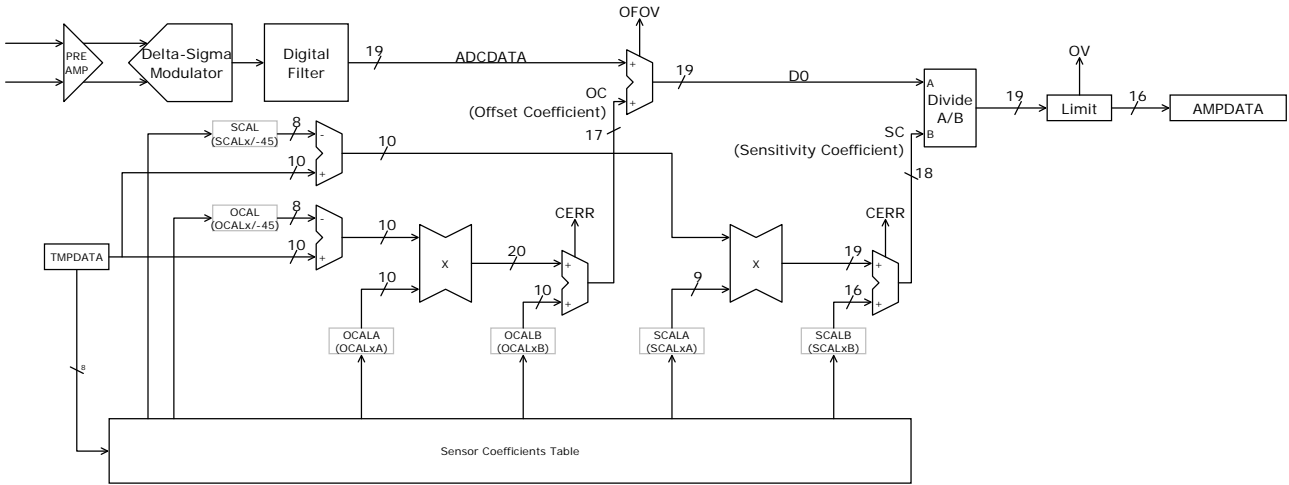 OFOV
PRE
AMP
Delta-Sigma
Modulator
Digital
Filter
19
ADCDATA
+
+
19
D0
OC
(Offset Coefficient)
17
A
Divide
A/B
B
19
OV
Limit
16
AMPDATA
SC
(Sensitivity Coefficient)
18
SCAL
(SCALx/-45)
8
-
10
+
10
OCAL
(OCALx/-45)
8
-
10
+
10
TMPDATA
X
20
CERR
+
+
10
10
X
19
CERR
+
+
9
16
OCALA
(OCALxA)
OCALB
(OCALxB)
SCALA
(SCALxA)
SCALB
(SCALxB)
8
Sensor Coefficients Table